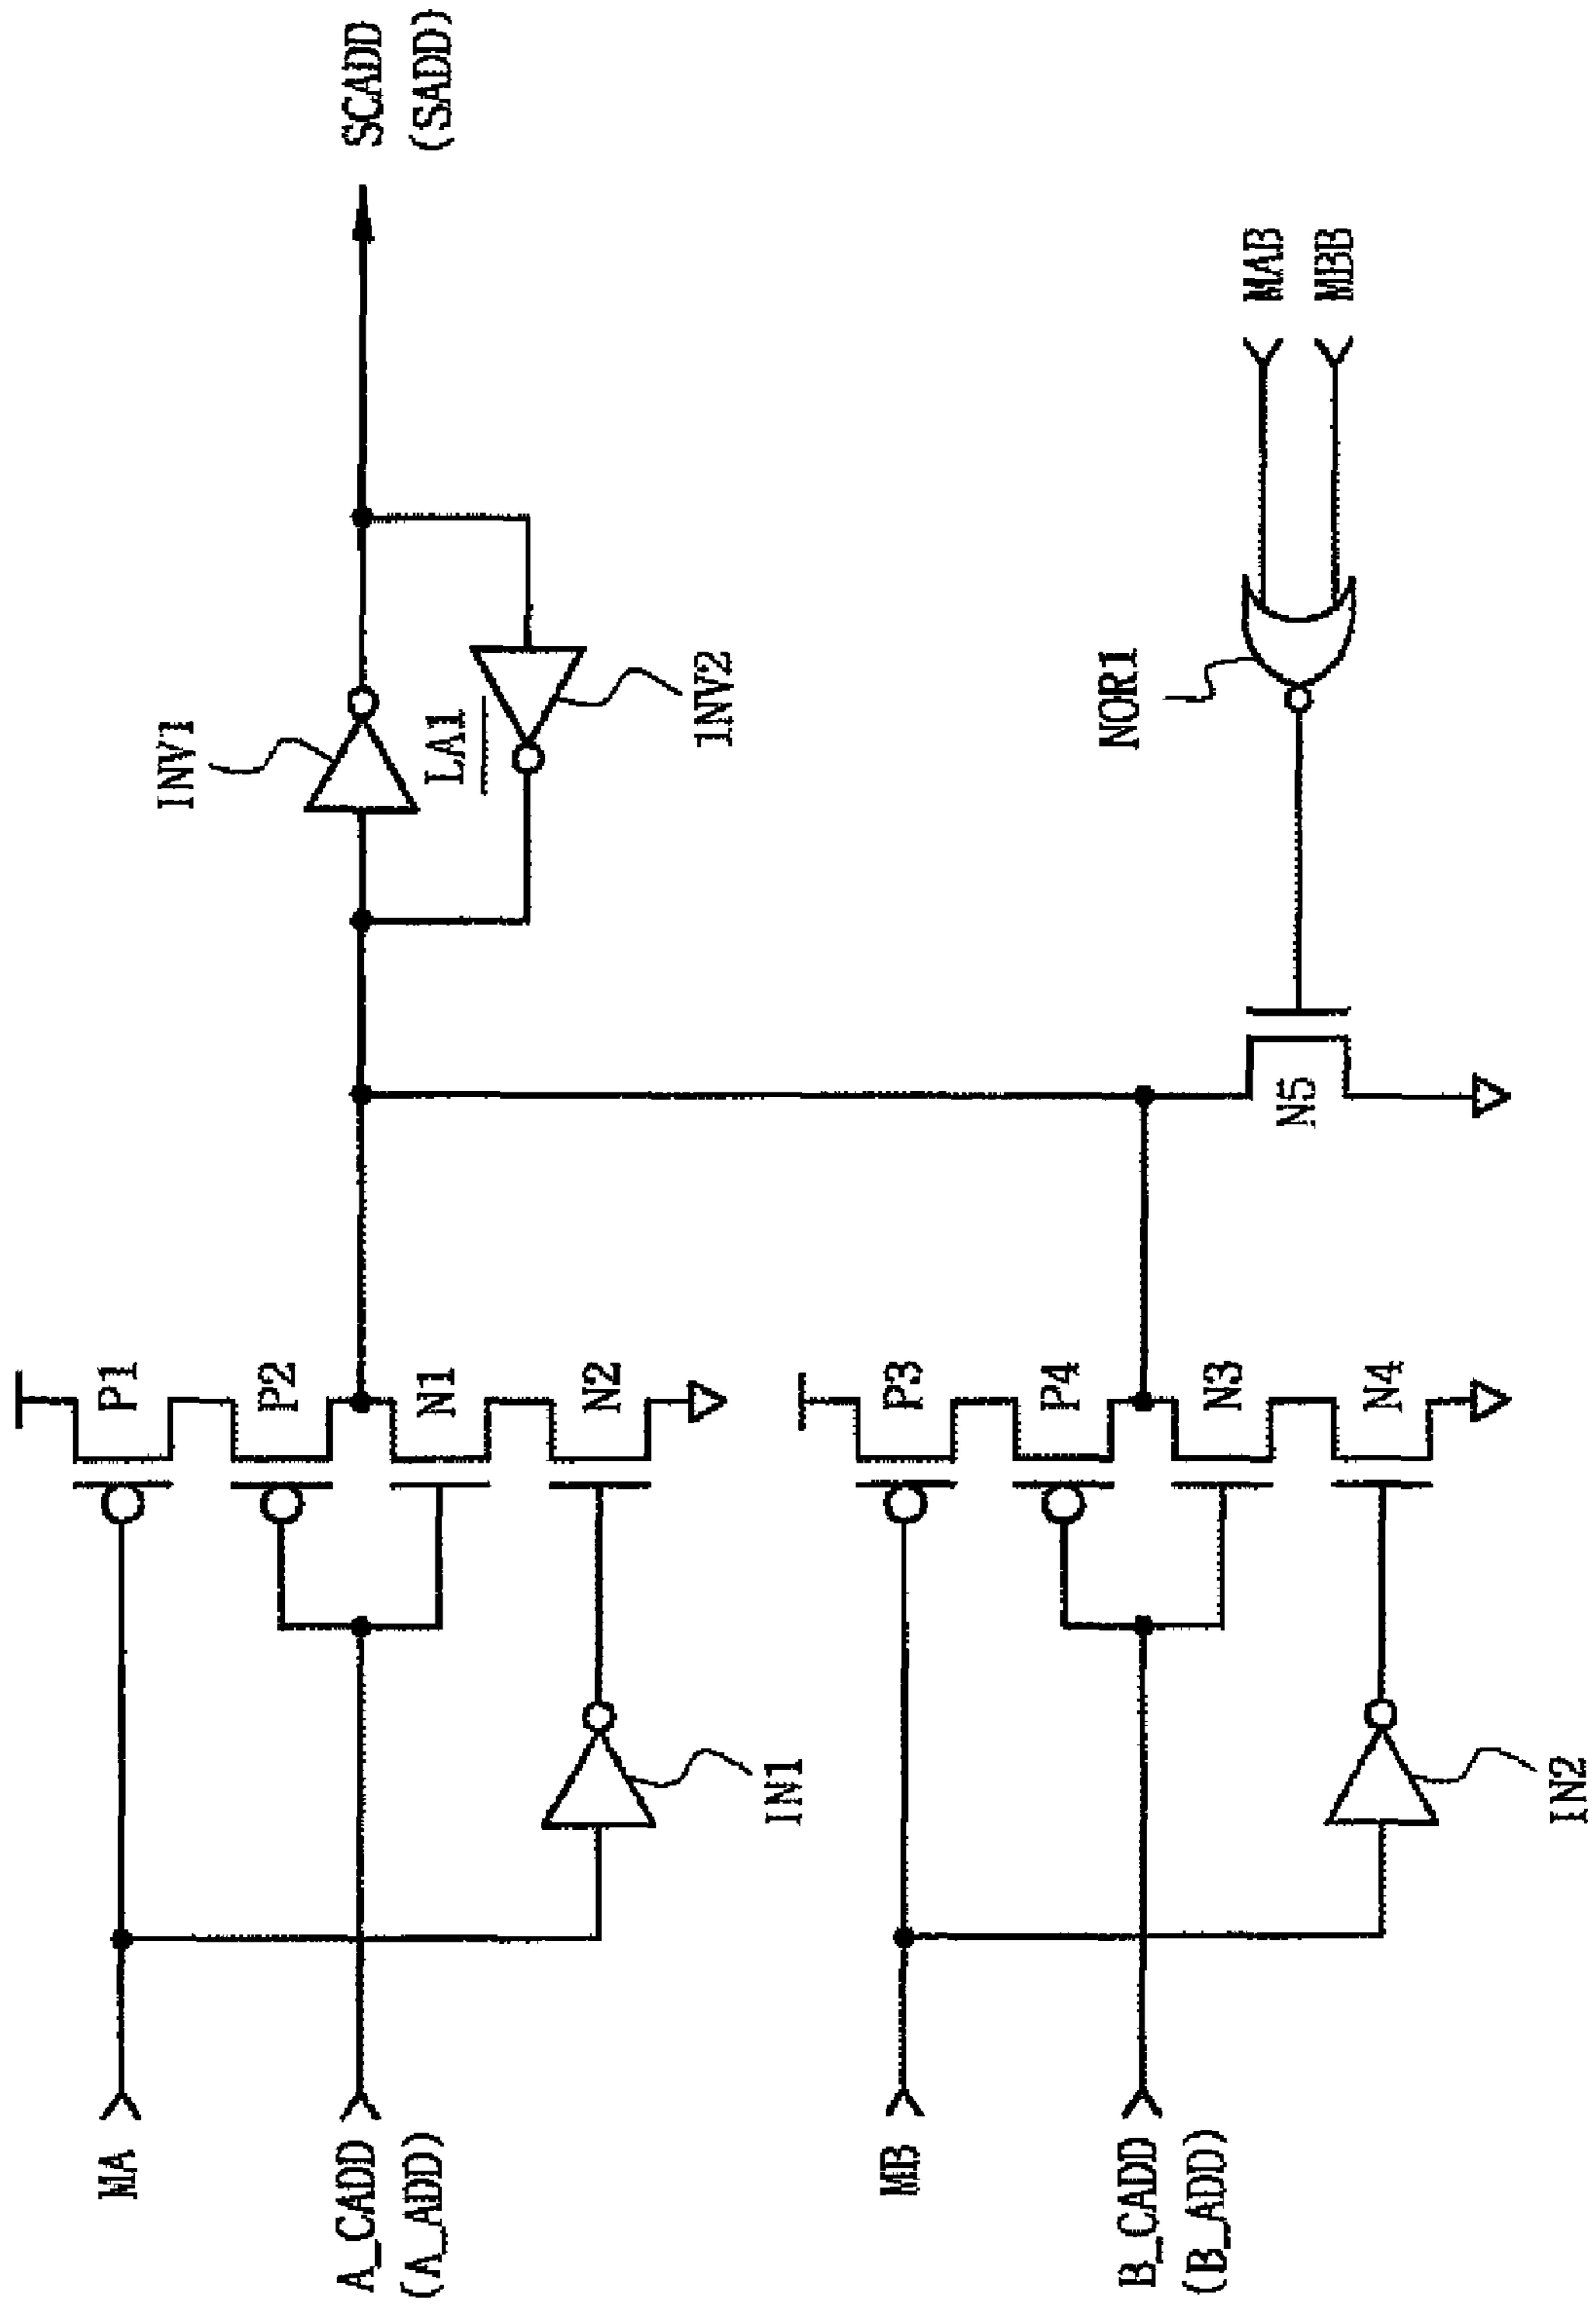 MA
A_CADD
(A_ADD)
P1
P2
N1
N2
IN1
INV1
LA1
1NV2
SCADD
(SADD)
MB
B_CADD
(B_ADD)
P3
P4
N3
N4
IN2
N5
NOR1
MAB
MBB